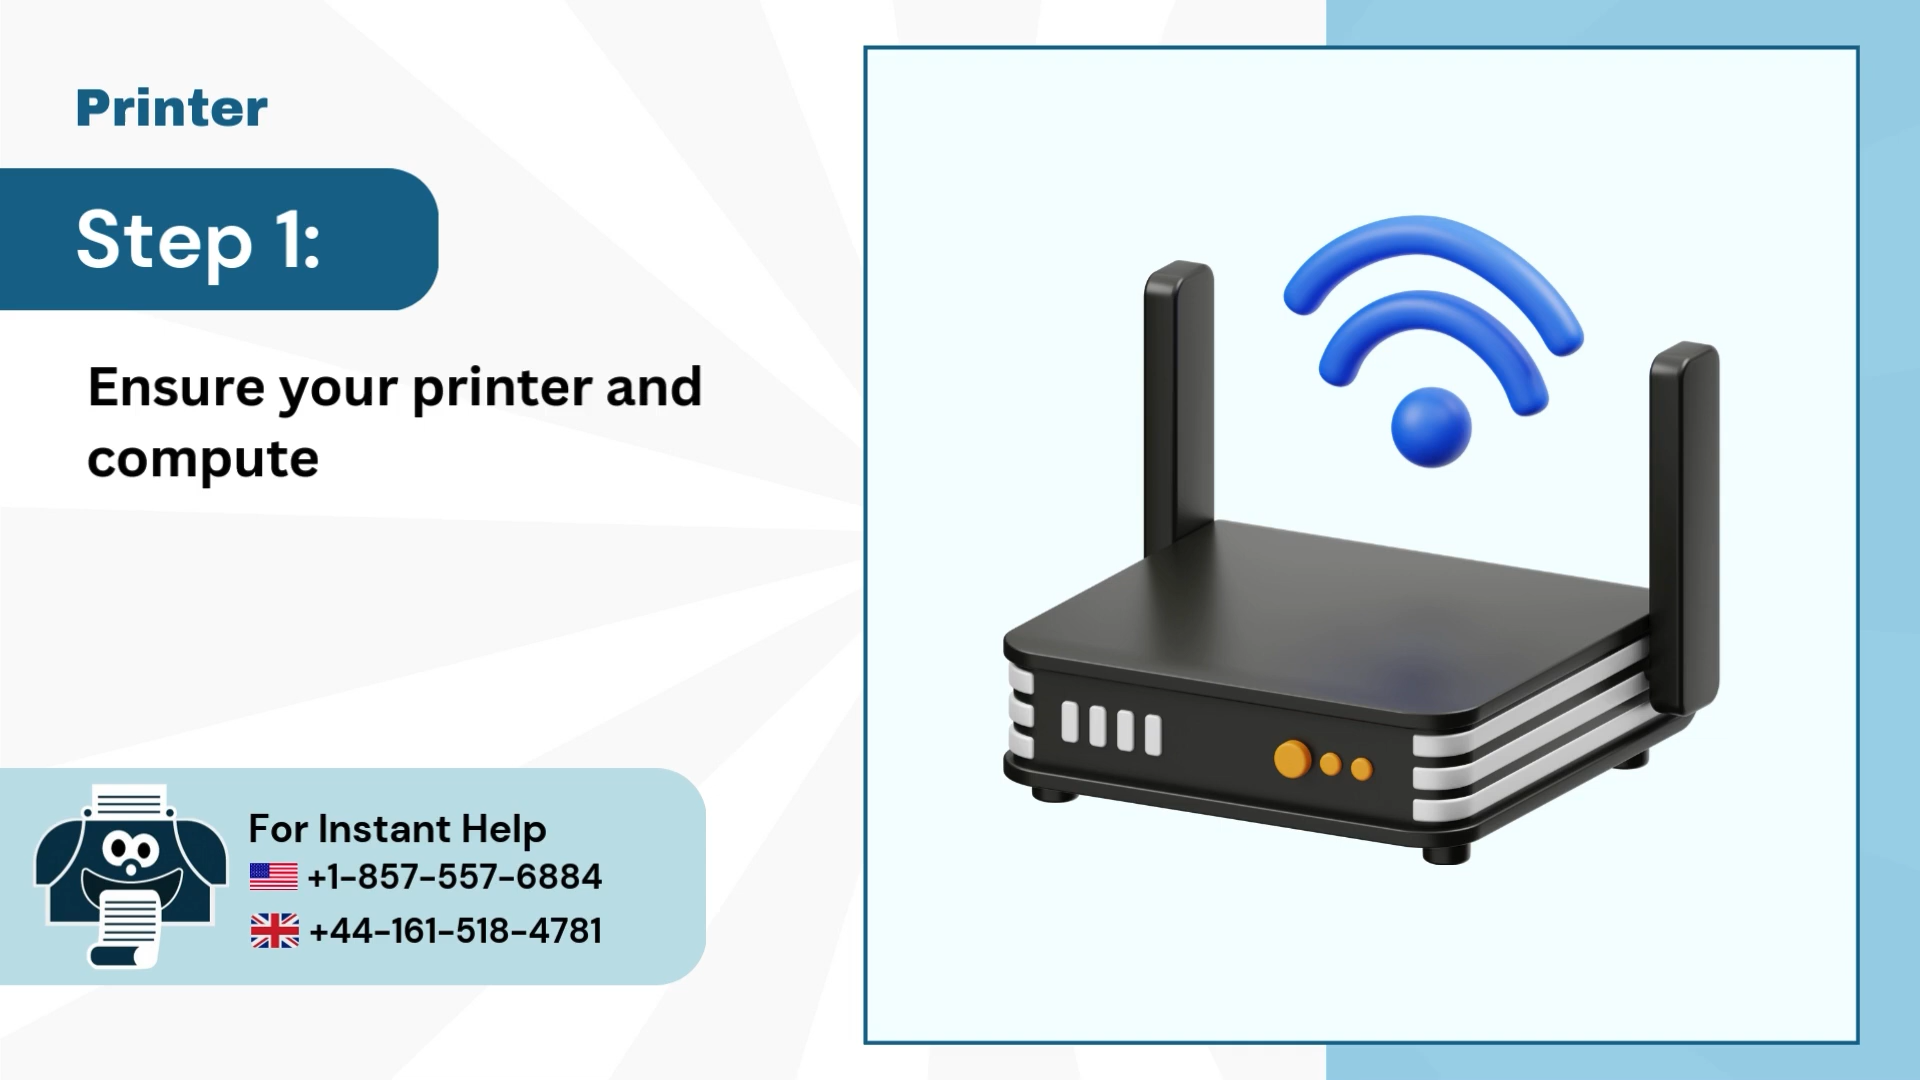 Printer
Step 1:
Ensure your printer and
compute
For Instant Help
+1-857-557-6884
+44-161-518-4781